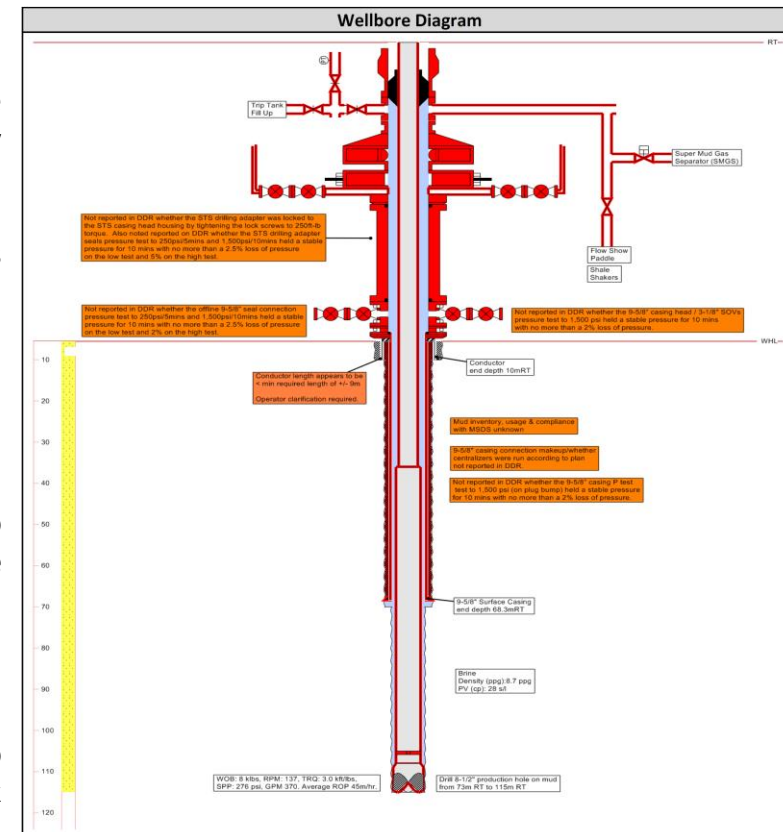 Wellbore Diagram
RT
Trip Tank
Fill Up
Super Mud Gas
Separator (SMGS)
Not reported in DDR whether the STS drilling adapter was locked
to the STS casing head housing by tightening the lock screws to 250ft-lb
torque. Also noted reported on DDR whether the STS drilling adapter
seals pressure test to 250psi/5mins and 1,500psi/10mins held a stable
pressure for 10 mins with no more than a 2.5% loss of pressure
on the low test and 5% on the high test.
Flow Show
Paddle
Shale
Shakers
Not reported in DDR whether the offline 9-5/8" seal connection
pressure test to 250psi/5mins and 1,500psi/10mins held a stable
pressure for 10 mins with no more than a 2.5% loss of pressure
on the low test and 2% on the high test.
Not reported in DDR whether the 9-5/8" casing head / 3-1/8" SOVs
pressure test to 1,500 psi held a stable pressure for 10 mins
with no more than a 2% loss of pressure.
WHL
10
Conductor
end depth 10mRT
Conductor length appears to be
< min required length of +/- 9m
Operator clarification required.
20
Mud inventory, usage & compliance
with MSDS unknown
30
9-5/8" casing connection makeup/whether
centralizers were run according to plan
not reported in DDR.
Not reported in DDR whether the 9-5/8" casing P test
test to 1,500 psi (on plug bump) held a stable pressure
for 10 mins with no more than a 2% loss of pressure.
40
50
60
9-5/8" Surface Casing
end depth 68.3mRT
70
80
Brine
Density (ppg):8.7 ppg
PV (cp): 28 s/l
90
100
110
WOB: 8 klbs, RPM: 137, TRQ: 3.0 kft/lbs,
SPP: 276 psi, GPM 370. Average ROP 45m/hr.
Drill 8-1/2" production hole on mud
from 73m RT to 115m RT
120